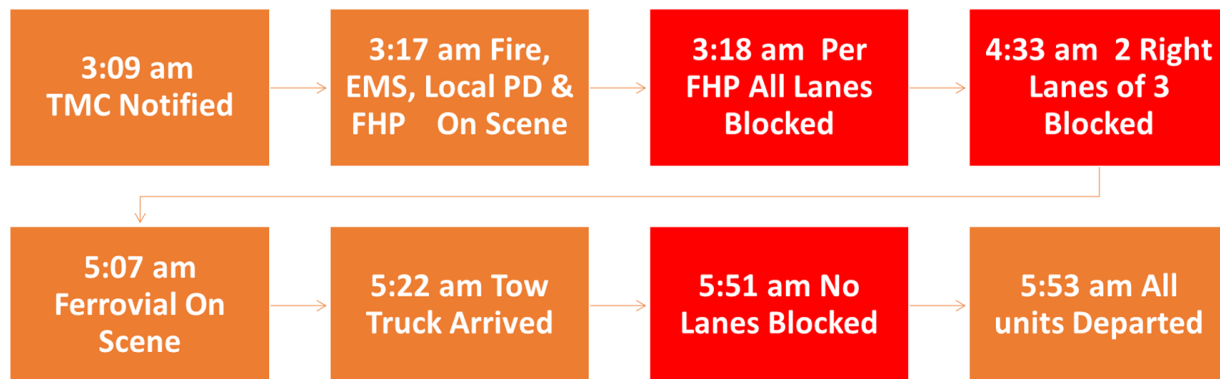 3:09 am
TMC Notified
3:17 am Fire,
EMS, Local PD &
FHP On Scene
3:18 am Per
FHP All Lanes
Blocked
4:33 am 2 Right
Lanes of 3
Blocked
5:07 am
Ferrovial On
Scene
5:22 am Tow
Truck Arrived
5:51 am No
Lanes Blocked
5:53 am All
units Departed